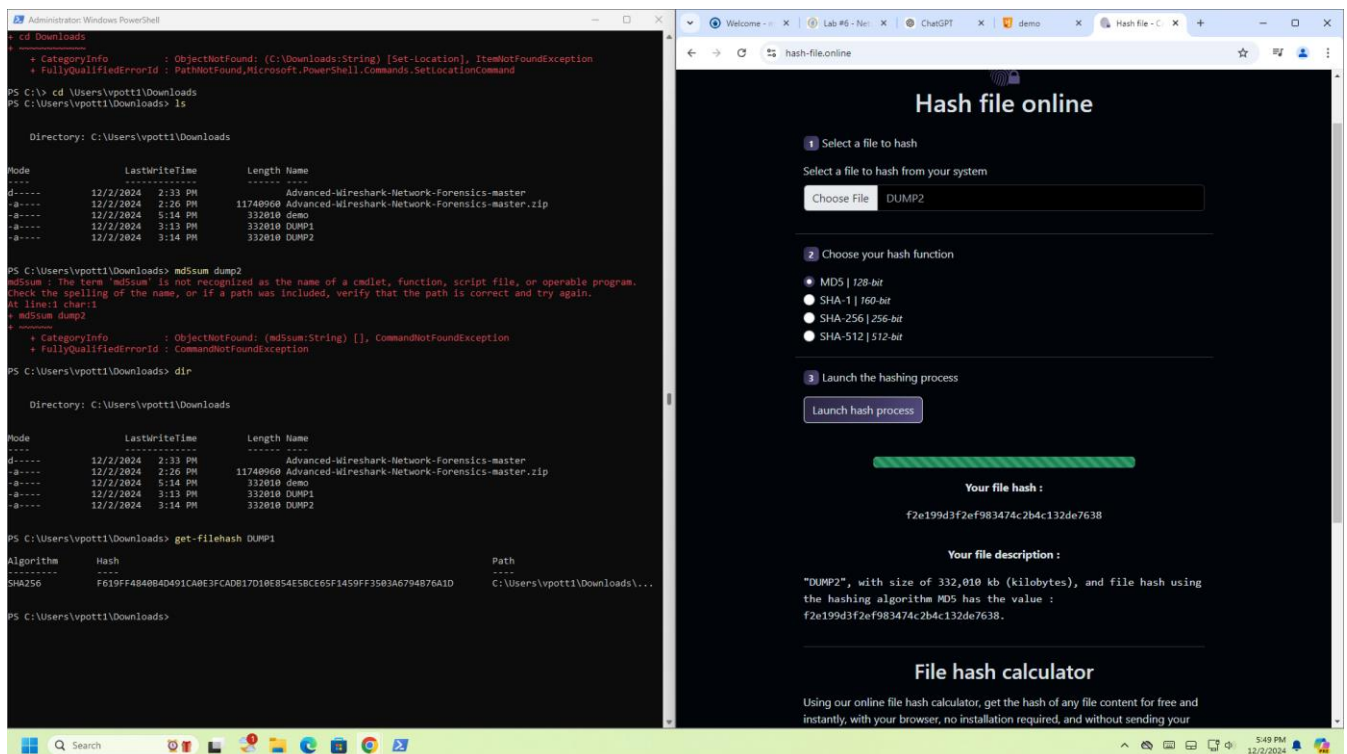 Administrator: Windows PowerShell
+ cd Downloads
+ ~~~~~~~~~~~~
    + CategoryInfo          : ObjectNotFound: (C:\Downloads:String) [Set-Location], ItemNotFoundException
    + FullyQualifiedErrorId : PathNotFound,Microsoft.PowerShell.Commands.SetLocationCommand
PS C:\> cd \Users\vpott1\Downloads
PS C:\Users\vpott1\Downloads> ls
Directory: C:\Users\vpott1\Downloads
Mode                LastWriteTime         Length Name
----                -------------         ------ ----
d-----        12/2/2024   2:33 PM                Advanced-Wireshark-Network-Forensics-master
-a----        12/2/2024   2:26 PM       11740960 Advanced-Wireshark-Network-Forensics-master.zip
-a----        12/2/2024   5:14 PM         332010 demo
-a----        12/2/2024   3:13 PM         332010 DUMP1
-a----        12/2/2024   3:14 PM         332010 DUMP2
PS C:\Users\vpott1\Downloads> md5sum dump2
md5sum : The term 'md5sum' is not recognized as the name of a cmdlet, function, script file, or operable program.
Check the spelling of the name, or if a path was included, verify that the path is correct and try again.
At line:1 char:1
+ md5sum dump2
+ ~~~~~~
    + CategoryInfo          : ObjectNotFound: (md5sum:String) [], CommandNotFoundException
    + FullyQualifiedErrorId : CommandNotFoundException
PS C:\Users\vpott1\Downloads> dir
Directory: C:\Users\vpott1\Downloads
Mode                LastWriteTime         Length Name
----                -------------         ------ ----
d-----        12/2/2024   2:33 PM                Advanced-Wireshark-Network-Forensics-master
-a----        12/2/2024   2:26 PM       11740960 Advanced-Wireshark-Network-Forensics-master.zip
-a----        12/2/2024   5:14 PM         332010 demo
-a----        12/2/2024   3:13 PM         332010 DUMP1
-a----        12/2/2024   3:14 PM         332010 DUMP2
PS C:\Users\vpott1\Downloads> get-filehash DUMP1
Algorithm       Hash                                                                   Path
---------       ----                                                                   ----
SHA256          F619FF4840B4D491CA0E3FCADB17D10E854E5BCE65F1459FF3503A6794B76A1D       C:\Users\vpott1\Downloads\...
PS C:\Users\vpott1\Downloads>
Welcome - n
Lab #6 - Net
ChatGPT
demo
Hash file - C
hash-file.online
Hash file online
1 Select a file to hash
Select a file to hash from your system
Choose File DUMP2
2 Choose your hash function
MD5 | 128-bit
SHA-1 | 160-bit
SHA-256 | 256-bit
SHA-512 | 512-bit
3 Launch the hashing process
Launch hash process
Your file hash :
f2e199d3f2ef983474c2b4c132de7638
Your file description :
"DUMP2", with size of 332,010 kb (kilobytes), and file hash using
the hashing algorithm MD5 has the value :
f2e199d3f2ef983474c2b4c132de7638.
File hash calculator
Using our online file hash calculator, get the hash of any file content for free and
instantly, with your browser, no installation required, and without sending your
Search
5:49 PM
12/2/2024